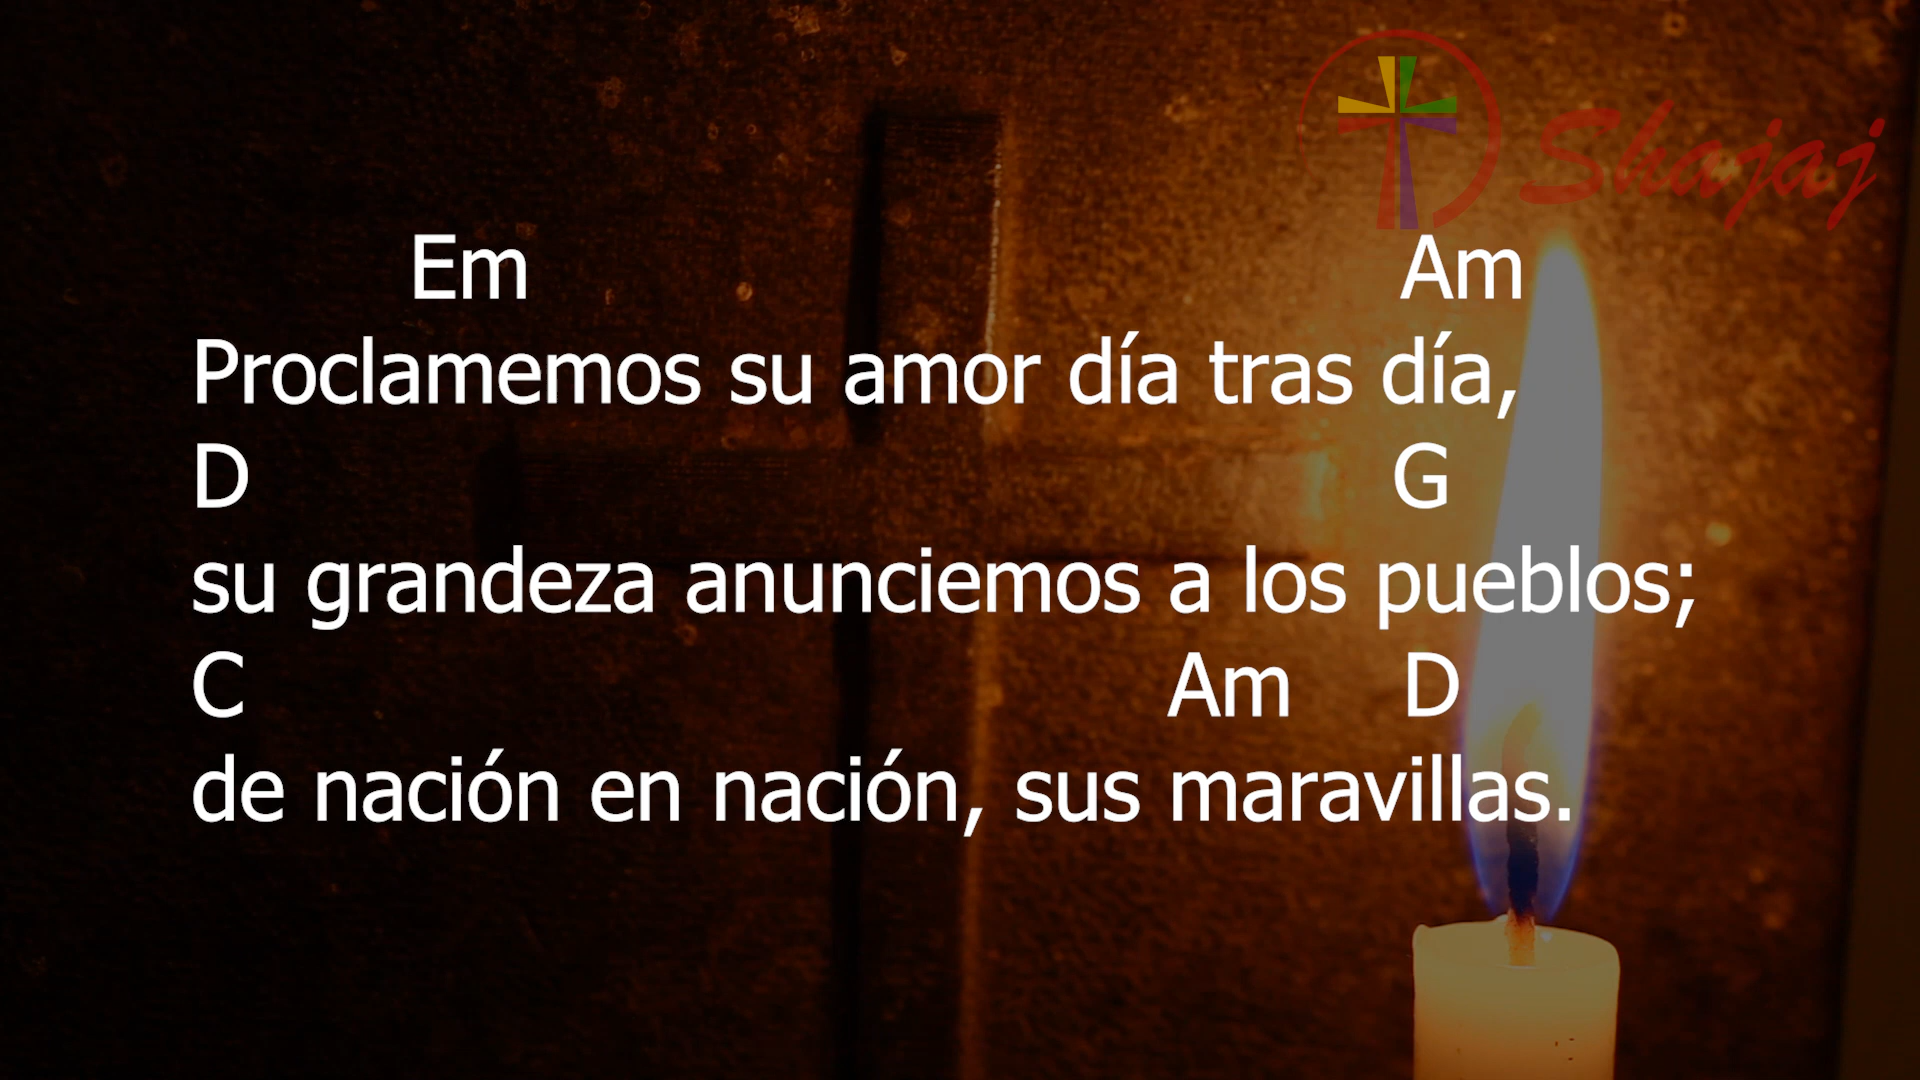 Shajaj
Em Am
Proclamemos su amor día tras día,
D G
su grandeza anunciemos a los pueblos;
C Am D
de nación en nación, sus maravillas.